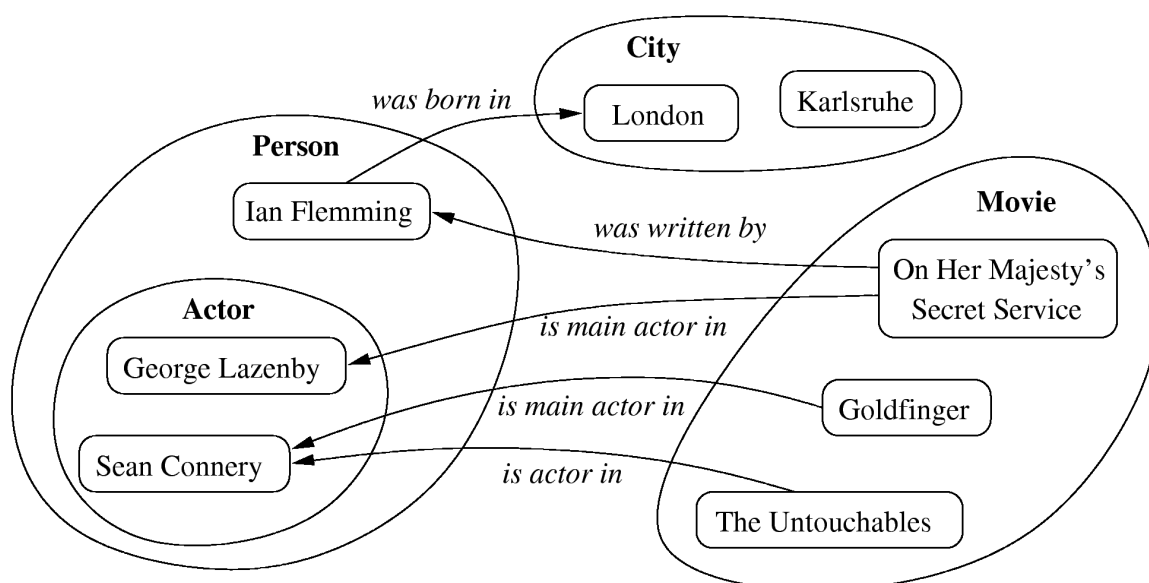 City
London
Karlsruhe
was born in
Person
Ian Flemming
Movie
was written by
On Her Majesty's
Secret Service
Actor
is main actor in
George Lazenby
is main actor in
Goldfinger
Sean Connery
is actor in
The Untouchables